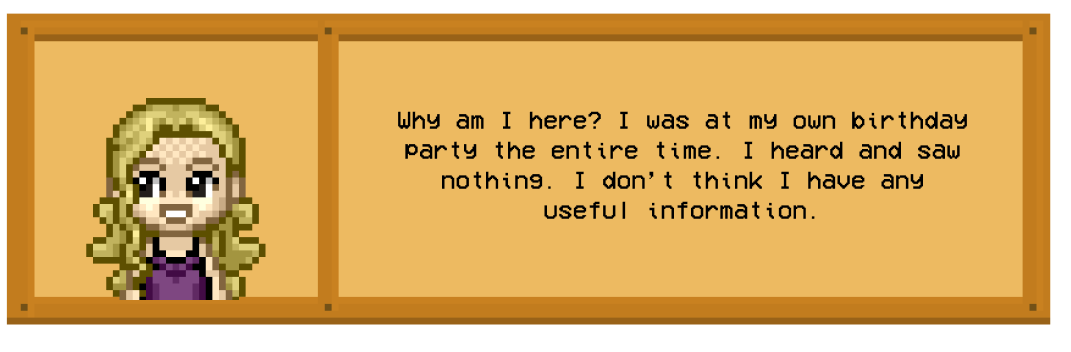 Why am I here? I was at my own birthday
party the entire time. I heard and saw
nothing. I don't think I have any
useful information.